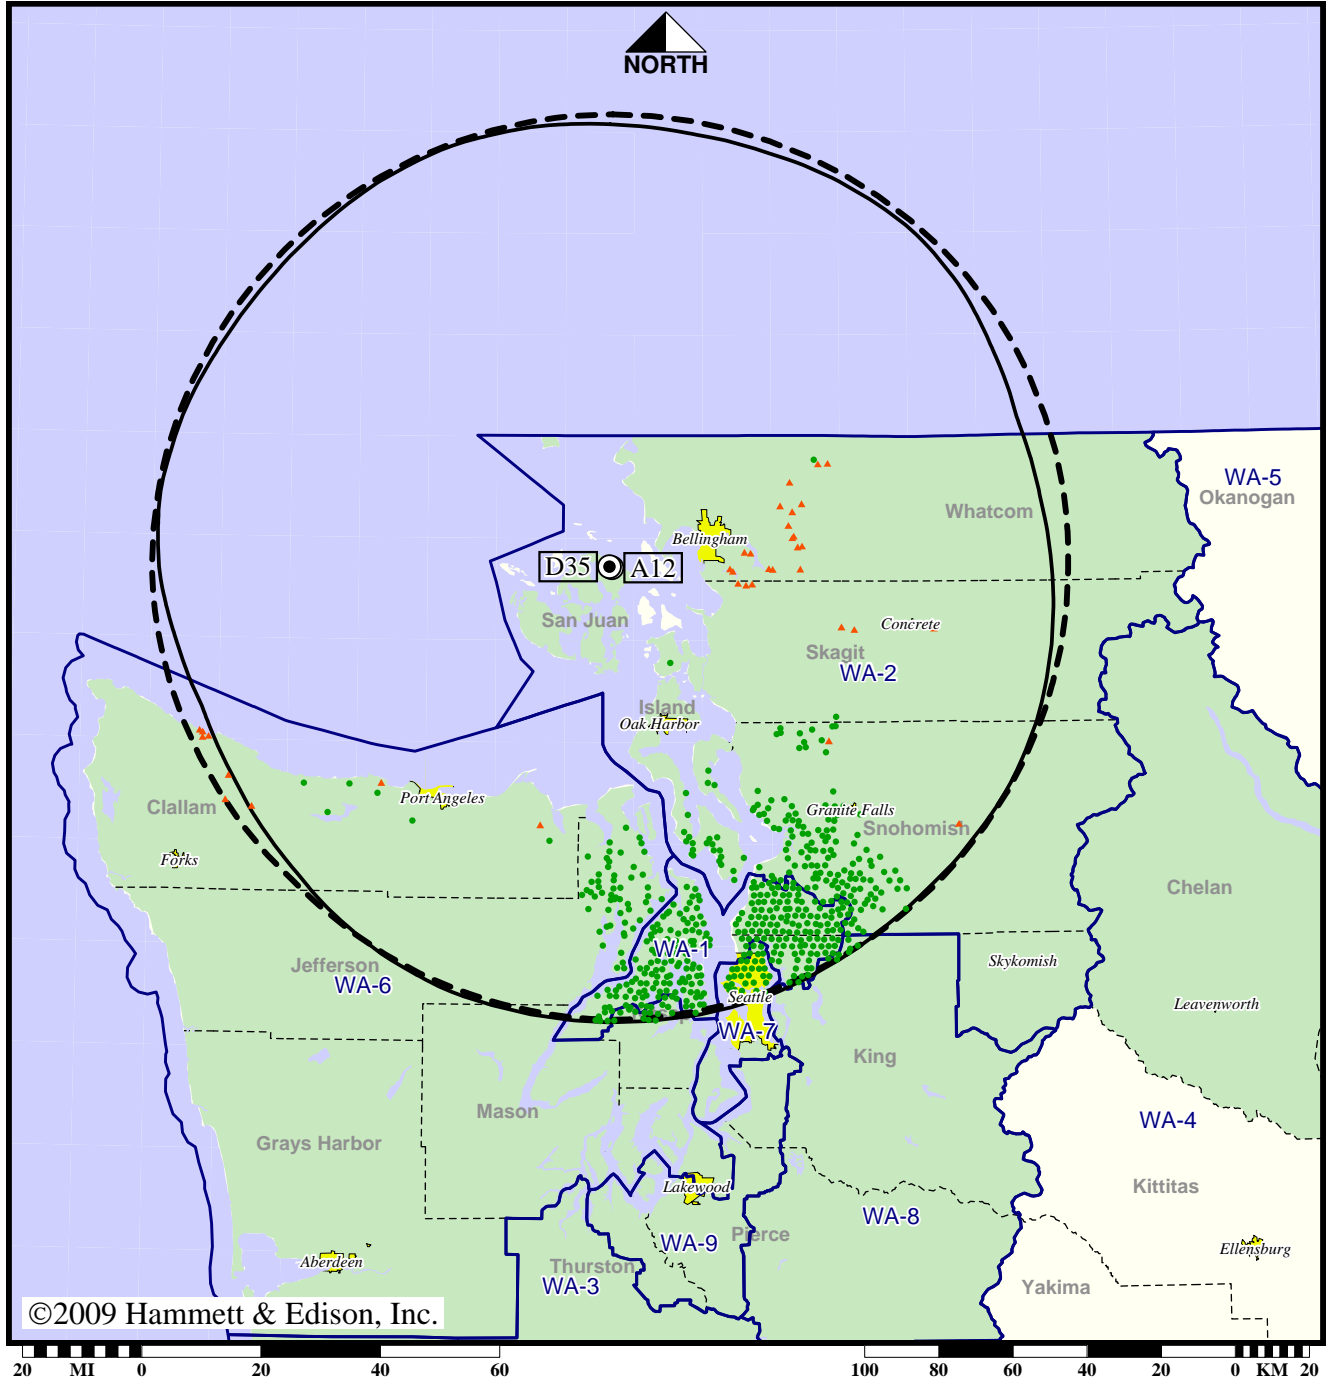 NORTH
WA-5
Okanogan
Whatcom
Bellingham
D35 A12
San Juan
Concrete
Skagit
WA-2
Island
Oak Harbor
Clallam
Port Angeles
Granite Falls
Snohomish
Forks
Chelan
WA-1
Jefferson
WA-6
Skykomish
Seattle
Leavenworth
WA-7
King
Mason
WA-4
Grays Harbor
Kittitas
Lakewood
WA-8
Pierce
WA-9
Ellensburg
Aberdeen
Thurston
WA-3
Yakima
©2009 Hammett & Edison, Inc.
20 MI 0 20 40 60 100 80 60 40 20 0 KM 20